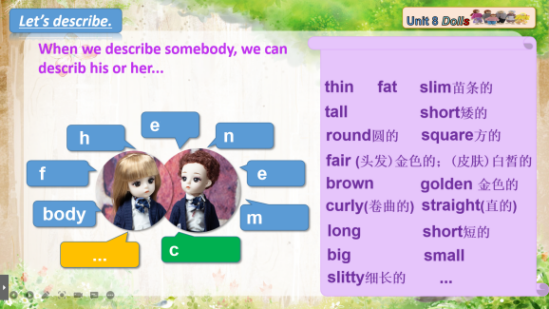 Let's describe.
Unit 8 Dolls
When we describe somebody, we can
describ his or her...
h
e
n
f
e
body
m
...
c
thin fat slim苗条的
tall short矮的
round圆的 square方的
fair (头发)金色的；(皮肤)白皙的
brown golden 金色的
curly(卷曲的) straight(直的)
long short短的
big small
slitty细长的 ...